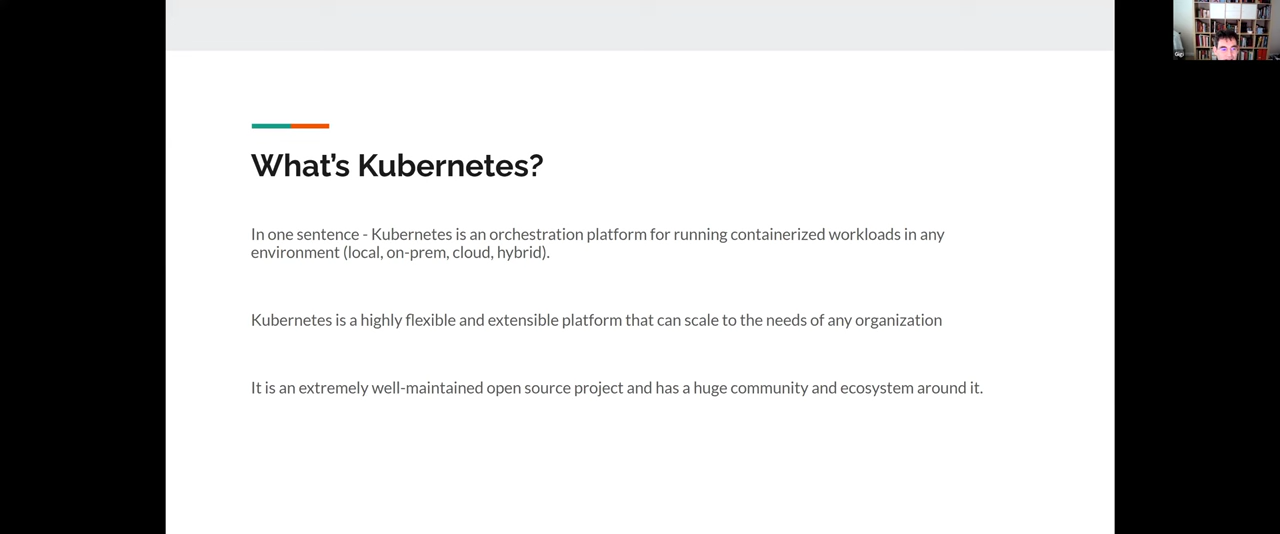 What's Kubernetes?
In one sentence - Kubernetes is an orchestration platform for running containerized workloads in any
environment (local, on-prem, cloud, hybrid).
Kubernetes is a highly flexible and extensible platform that can scale to the needs of any organization
It is an extremely well-maintained open source project and has a huge community and ecosystem around it.
Gigi